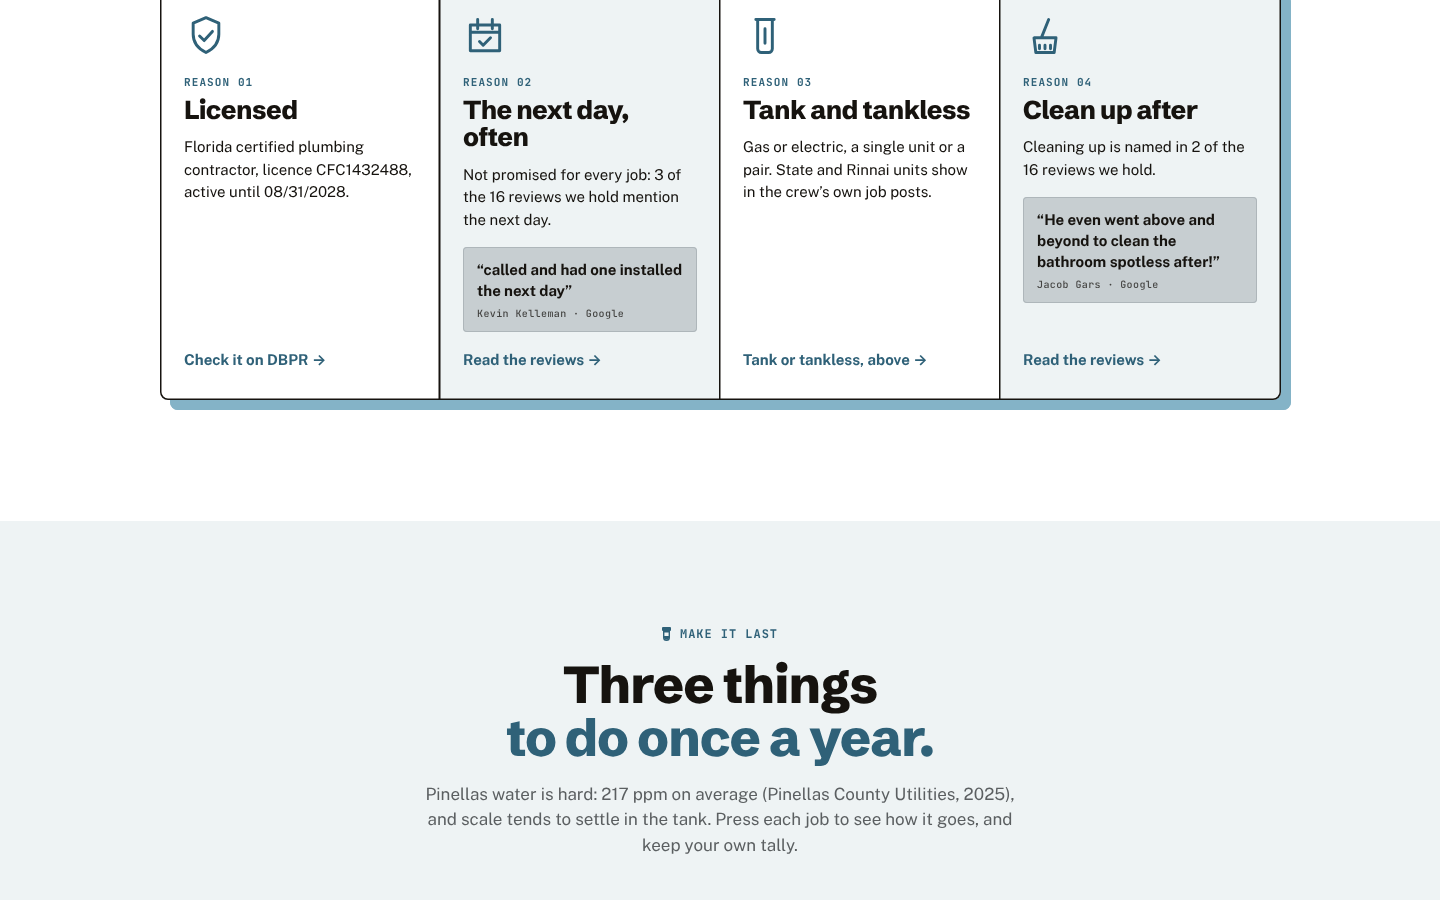 REASON 01
Licensed
Florida certified plumbing
contractor, licence CFC1432488,
active until 08/31/2028.
Check it on DBPR →
REASON 02
The next day,
often
Not promised for every job: 3 of
the 16 reviews we hold mention
the next day.
“called and had one installed
the next day”
Kevin Kelleman · Google
Read the reviews →
REASON 03
Tank and tankless
Gas or electric, a single unit or a
pair. State and Rinnai units show
in the crew’s own job posts.
Tank or tankless, above →
REASON 04
Clean up after
Cleaning up is named in 2 of the
16 reviews we hold.
“He even went above and
beyond to clean the
bathroom spotless after!”
Jacob Gars · Google
Read the reviews →
MAKE IT LAST
Three things
to do once a year.
Pinellas water is hard: 217 ppm on average (Pinellas County Utilities, 2025),
and scale tends to settle in the tank. Press each job to see how it goes, and
keep your own tally.